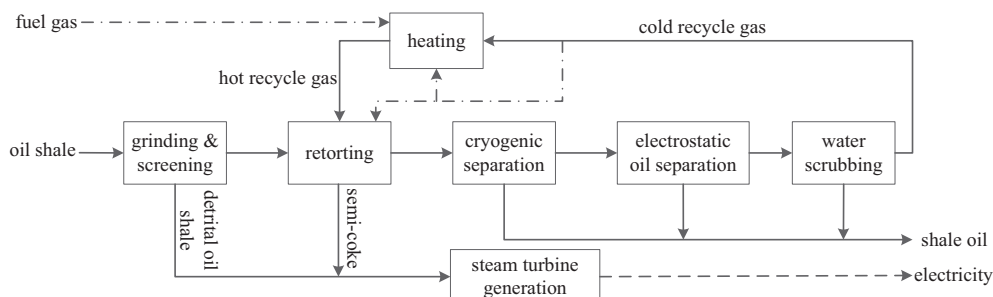 fuel gas
heating
cold recycle gas
hot recycle gas
oil shale
grinding &
screening
retorting
cryogenic
separation
electrostatic
oil separation
water
scrubbing
detrital oil
shale
semi-coke
shale oil
steam turbine
generation
electricity